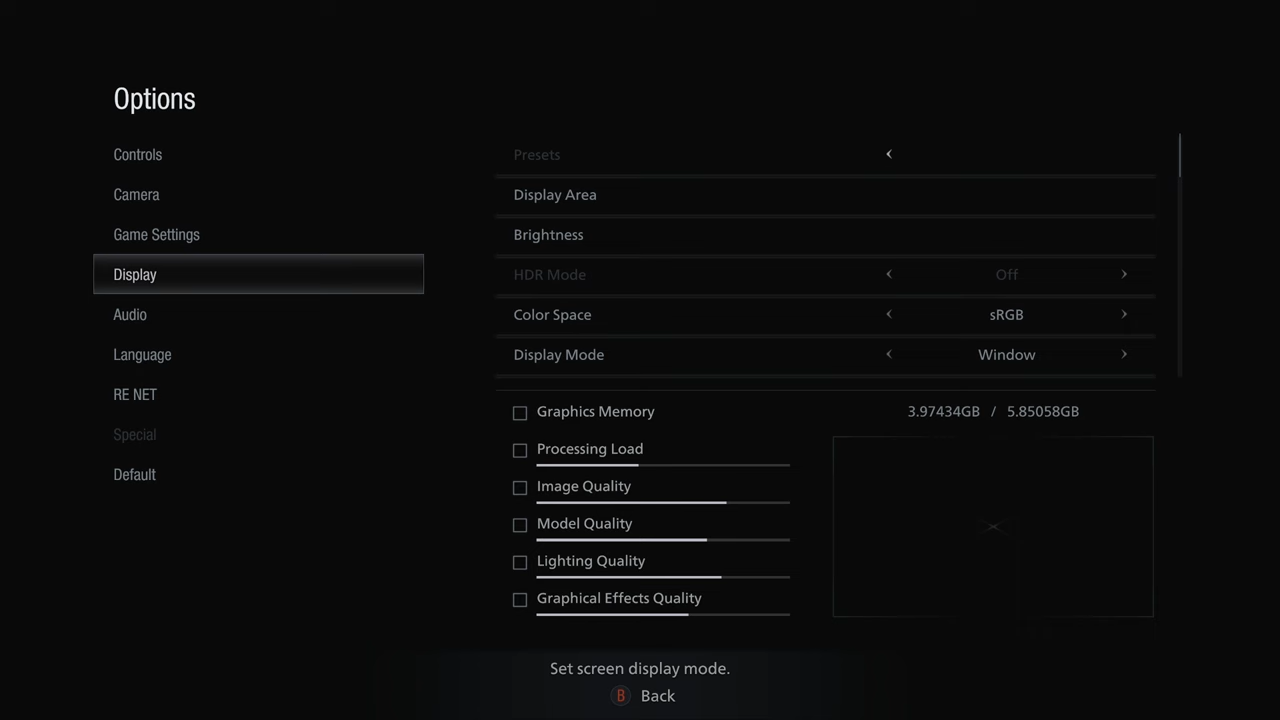 Options
Controls
Camera
Game Settings
Display
Audio
Language
RE NET
Special
Default
Presets
Display Area
Brightness
HDR Mode Off
Color Space sRGB
Display Mode Window
Graphics Memory 3.97434GB / 5.85058GB
Processing Load
Image Quality
Model Quality
Lighting Quality
Graphical Effects Quality
Set screen display mode.
B Back